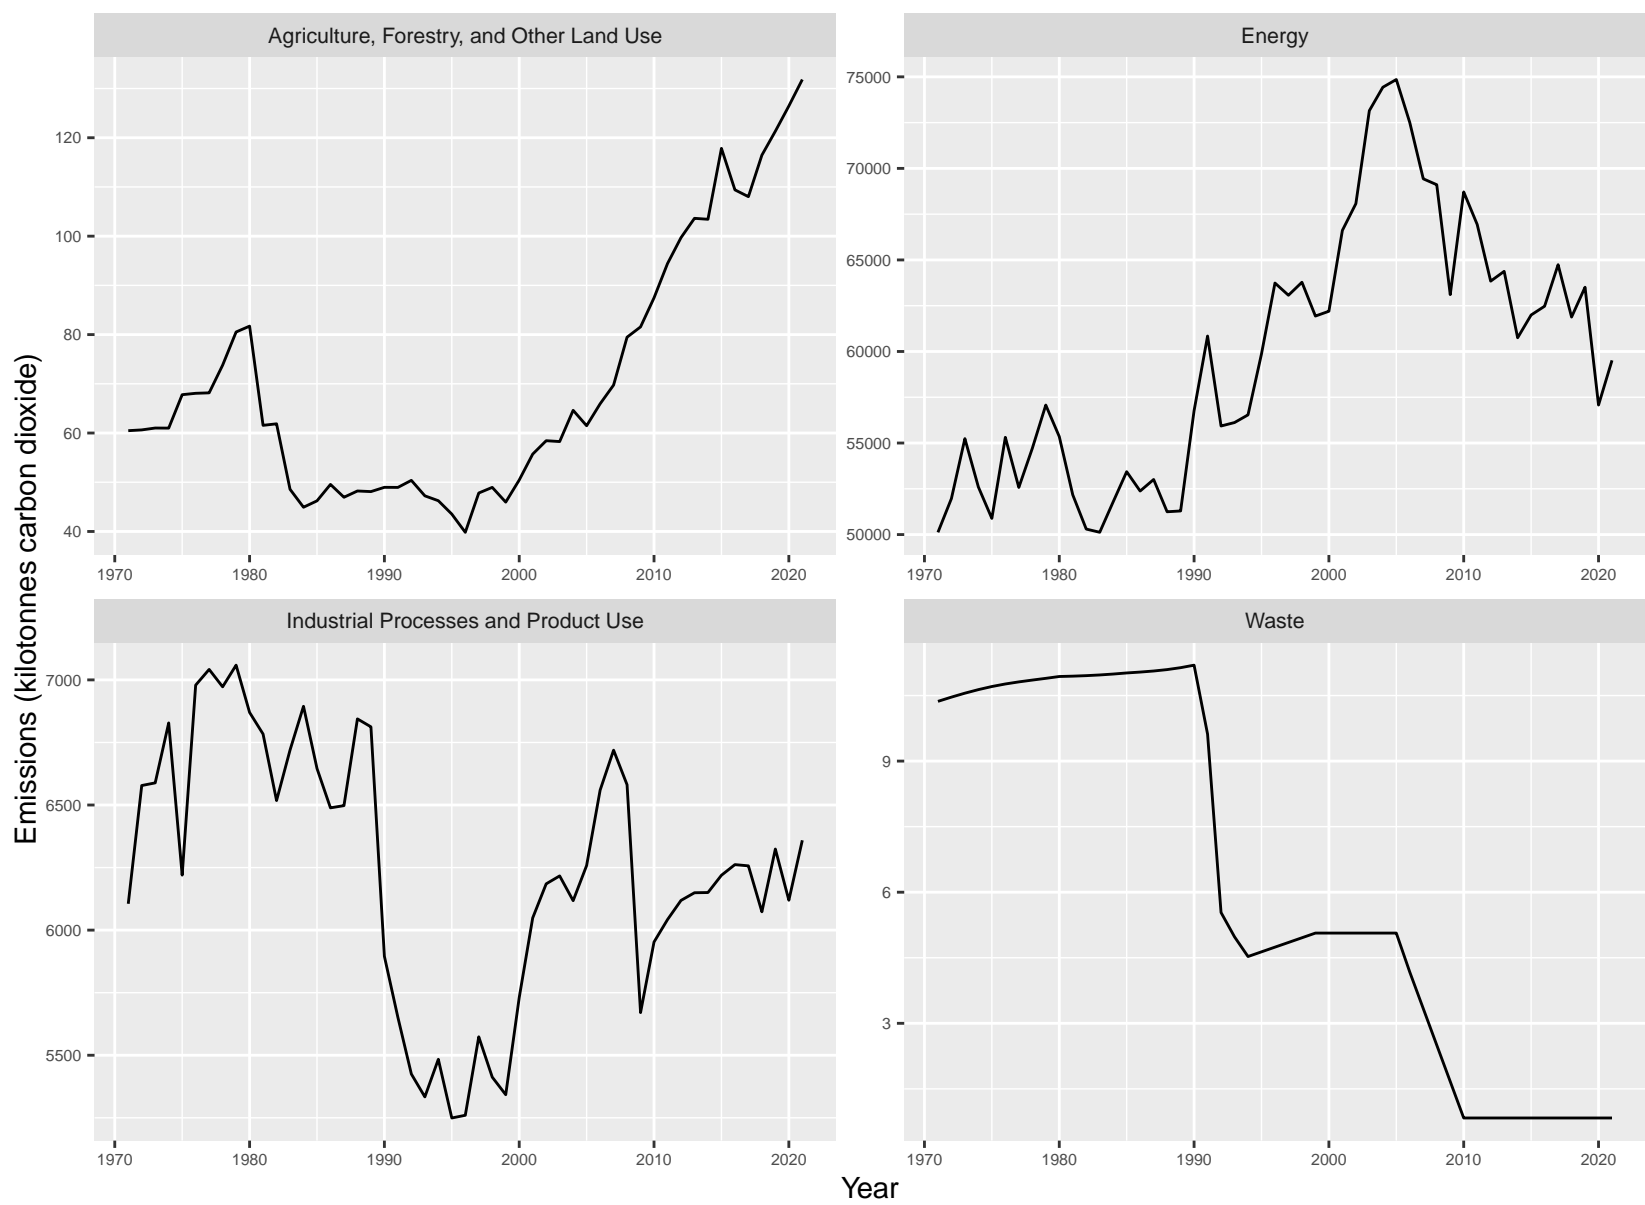 Agriculture, Forestry, and Other Land Use
120
100
80
60
40
1970 1980 1990 2000 2010 2020
Energy
75000
70000
65000
60000
55000
50000
1970 1980 1990 2000 2010 2020
Industrial Processes and Product Use
7000
6500
6000
5500
1970 1980 1990 2000 2010 2020
Waste
9
6
3
1970 1980 1990 2000 2010 2020
Emissions (kilotonnes carbon dioxide)
Year